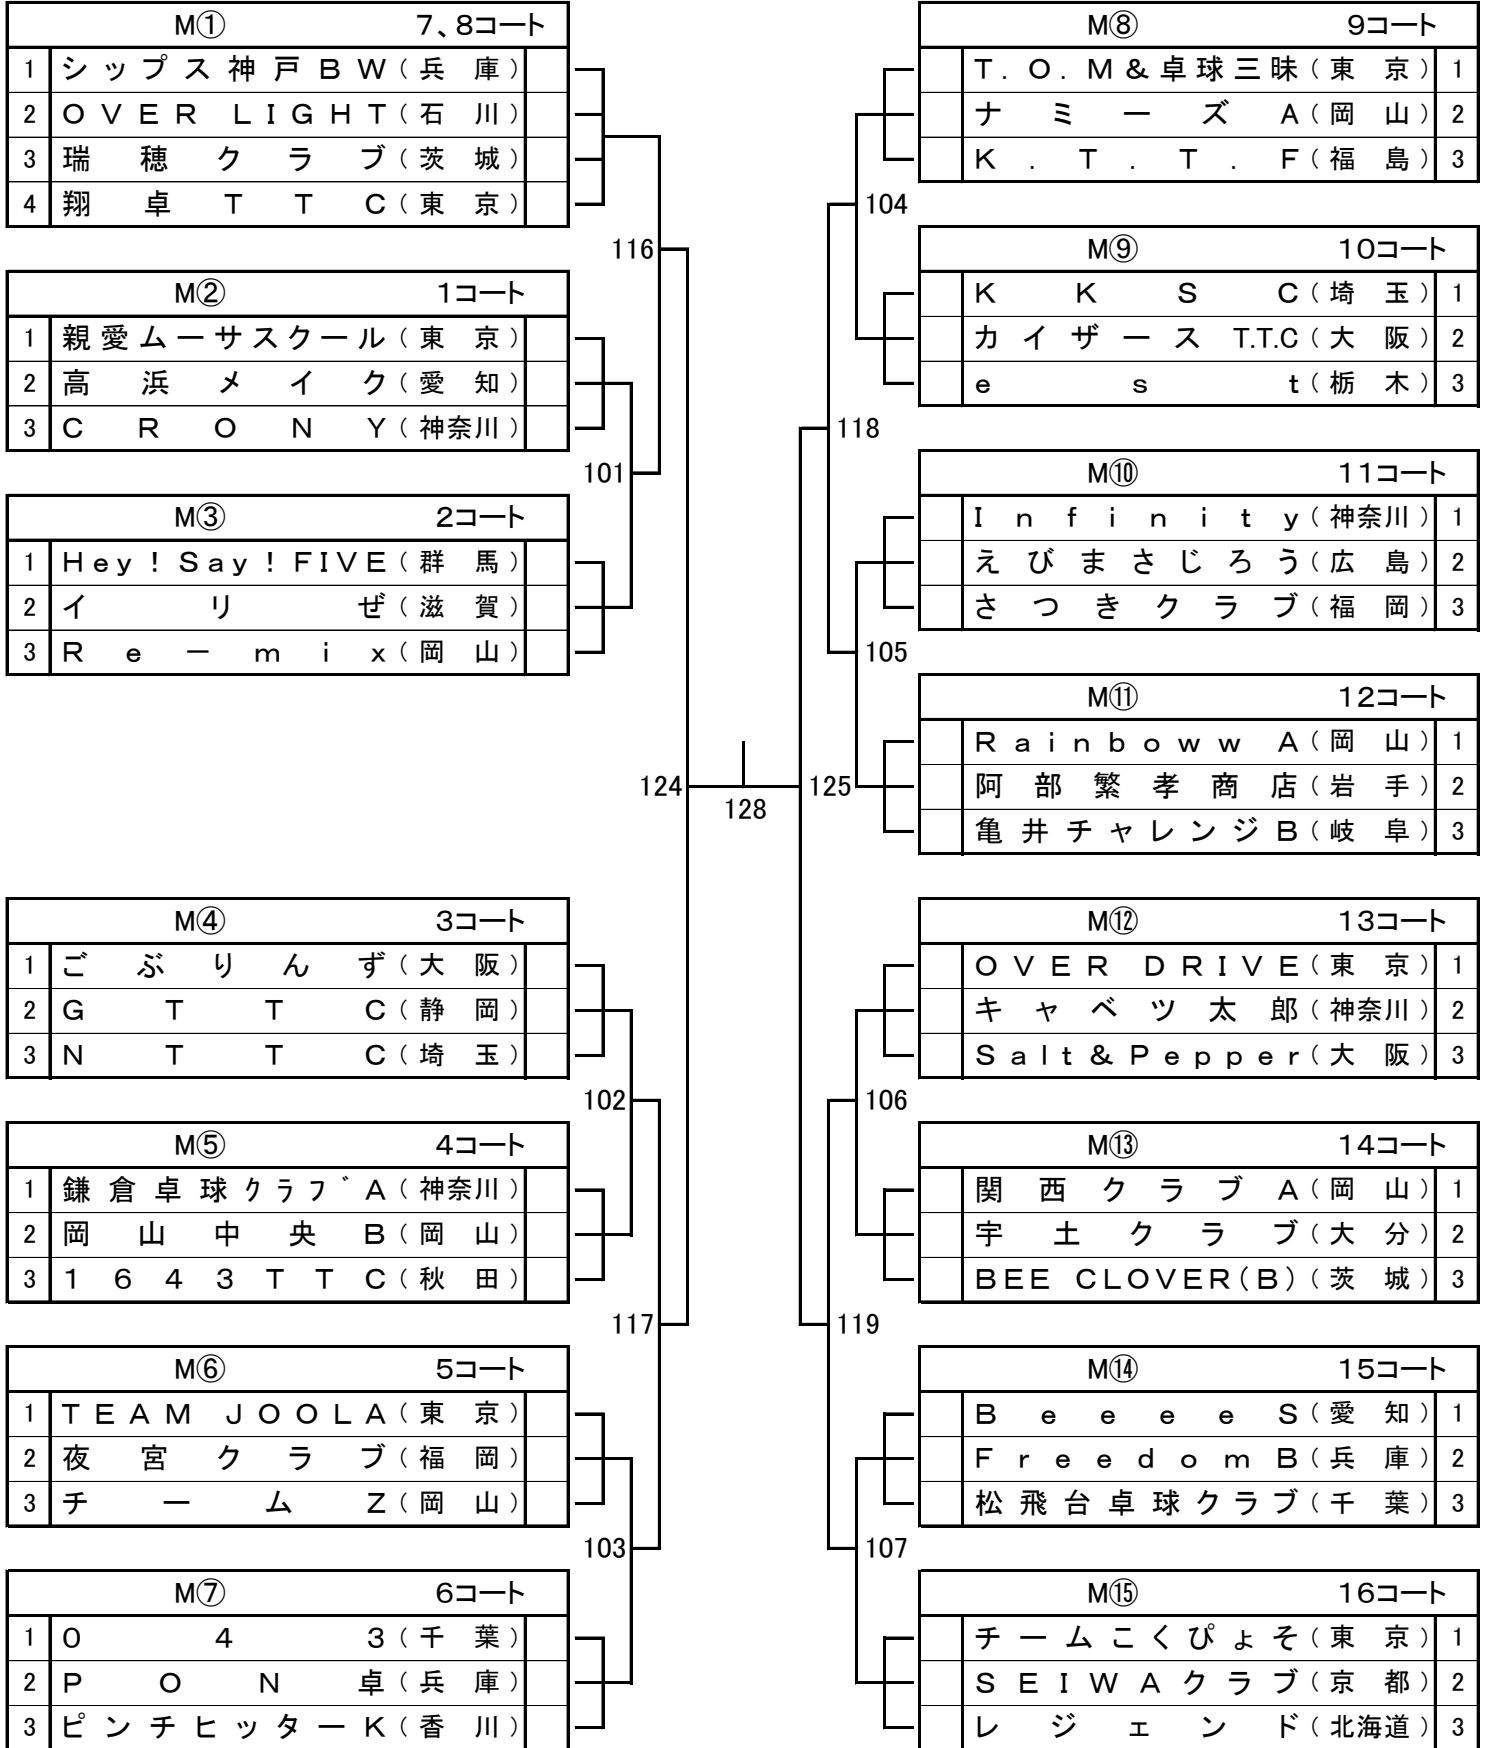 M① 7、8コート
1 シップス神戸BW（兵庫）
2 OVER LIGHT（石川）
3 瑞穂クラブ（茨城）
4 翔卓TTC（東京）
116
M② 1コート
1 親愛ムーサスクール（東京）
2 高浜メイク（愛知）
3 CRONY（神奈川）
101
M③ 2コート
1 Hey！Say！FIVE（群馬）
2 イリぜ（滋賀）
3 Re－mix（岡山）
124
M④ 3コート
1 ごぶりんず（大阪）
2 GTTC（静岡）
3 NTTC（埼玉）
102
M⑤ 4コート
1 鎌倉卓球ｸﾗﾌﾞA（神奈川）
2 岡山中央B（岡山）
3 1643TTC（秋田）
117
M⑥ 5コート
1 TEAM JOOLA（東京）
2 夜宮クラブ（福岡）
3 チームZ（岡山）
103
M⑦ 6コート
1 043（千葉）
2 PON卓（兵庫）
3 ピンチヒッターK（香川）
128
M⑧ 9コート
T.O.M&卓球三昧（東京） 1
ナミーズA（岡山） 2
K.T.T.F（福島） 3
104
M⑨ 10コート
KKSC（埼玉） 1
カイザース T.T.C（大阪） 2
est（栃木） 3
118
M⑩ 11コート
Infinity（神奈川） 1
えびまさじろう（広島） 2
さつきクラブ（福岡） 3
105
M⑪ 12コート
Rainboww A（岡山） 1
阿部繁孝商店（岩手） 2
亀井チャレンジB（岐阜） 3
125
M⑫ 13コート
OVER DRIVE（東京） 1
キャベツ太郎（神奈川） 2
Salt&Pepper（大阪） 3
106
M⑬ 14コート
関西クラブA（岡山） 1
宇土クラブ（大分） 2
BEE CLOVER(B)（茨城） 3
119
M⑭ 15コート
BeeeeS（愛知） 1
FreedomB（兵庫） 2
松飛台卓球クラブ（千葉） 3
107
M⑮ 16コート
チームこくぴょそ（東京） 1
SEIWAクラブ（京都） 2
レジェンド（北海道） 3